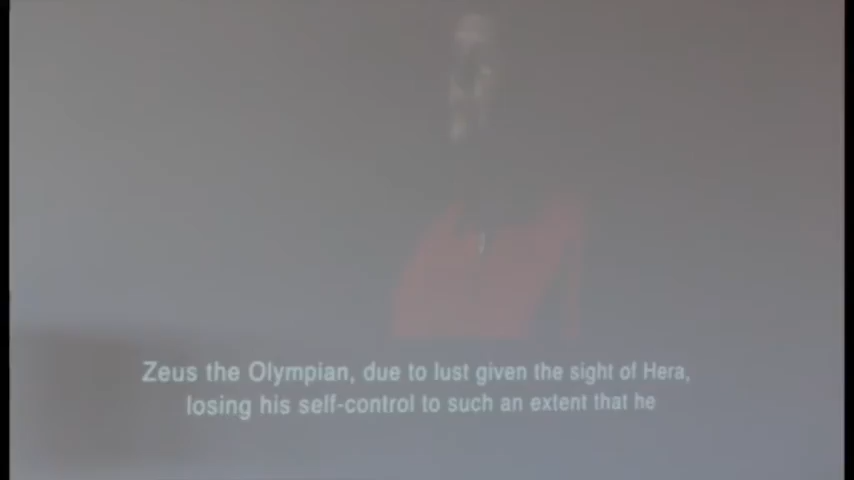 Zeus the Olympian, due to lust given the sight of Hera,
losing his self-control to such an extent that he